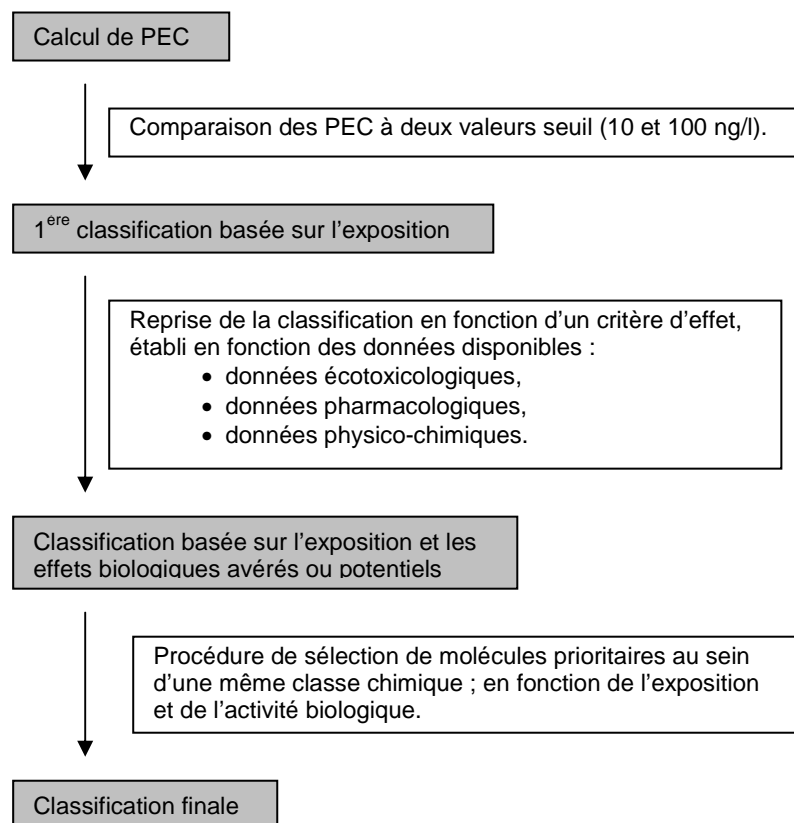 Calcul de PEC
Comparaison des PEC à deux valeurs seuil (10 et 100 ng/l).
1ère classification basée sur l’exposition
Reprise de la classification en fonction d’un critère d’effet,
établi en fonction des données disponibles :
• données écotoxicologiques,
• données pharmacologiques,
• données physico-chimiques.
Classification basée sur l’exposition et les
effets biologiques avérés ou potentiels
Procédure de sélection de molécules prioritaires au sein
d’une même classe chimique ; en fonction de l’exposition
et de l’activité biologique.
Classification finale